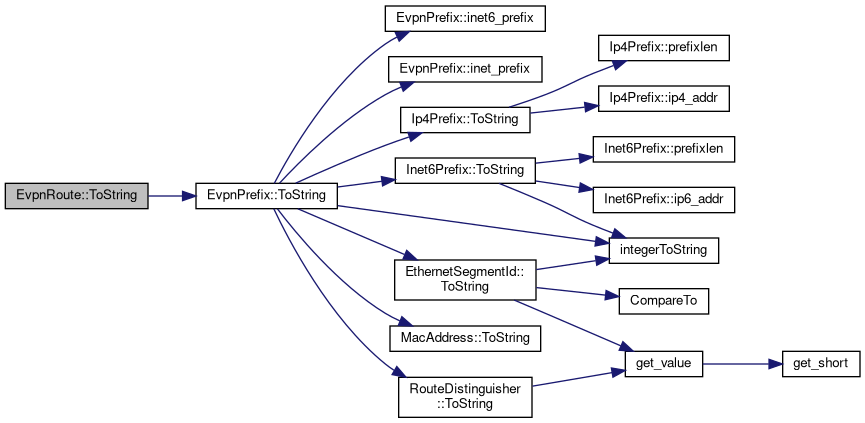 EvpnRoute::ToString
EvpnPrefix::ToString
EvpnPrefix::inet6_prefix
EvpnPrefix::inet_prefix
Ip4Prefix::ToString
Inet6Prefix::ToString
EthernetSegmentId::
ToString
MacAddress::ToString
RouteDistinguisher
::ToString
Ip4Prefix::prefixlen
Ip4Prefix::ip4_addr
Inet6Prefix::prefixlen
Inet6Prefix::ip6_addr
integerToString
CompareTo
get_value
get_short